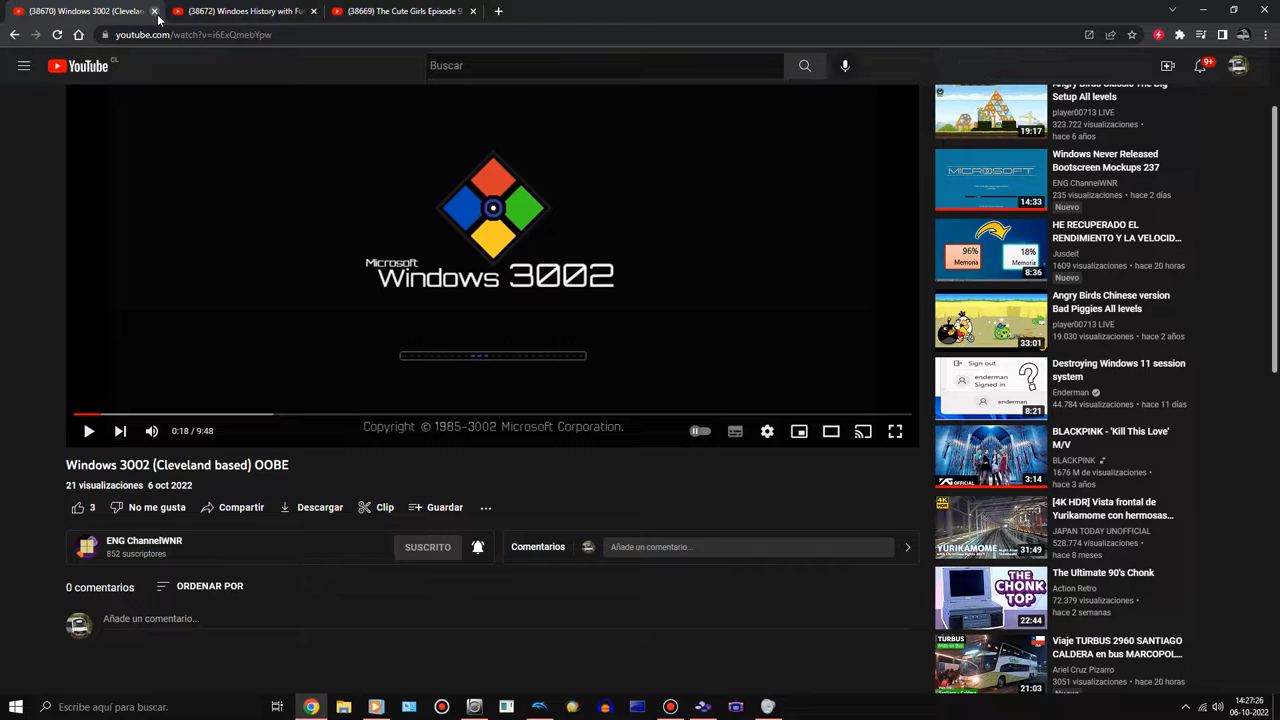 (38670) Windows 3002 (Clevelan
(38672) Windoes History with Fu
(38669) The Cute Girls Episode 5
youtube.com/watch?v=i6ExQmebYpw
YouTube CL
Buscar
9+
Microsoft
Windows 3002
Copyright © 1985-3002 Microsoft Corporation.
0:18 / 9:48
Windows 3002 (Cleveland based) OOBE
21 visualizaciones 6 oct 2022
3 No me gusta Compartir Descargar Clip Guardar
ENG ChannelWNR
852 suscriptores
SUSCRITO
Comentarios
Añade un comentario...
0 comentarios
ORDENAR POR
Añade un comentario...
Angry Birds Classic The Big
Setup All levels
player00713 LIVE
323.722 visualizaciones •
hace 6 años
19:17
MICROSOFT
14:33
Windows Never Released
Bootscreen Mockups 237
ENG ChannelWNR
235 visualizaciones • hace 2 días
Nuevo
96%
Memoria
18%
Memoria
8:36
HE RECUPERADO EL
RENDIMIENTO Y LA VELOCID...
Jusdeit
1609 visualizaciones • hace 20 horas
Nuevo
33:01
Angry Birds Chinese version
Bad Piggies All levels
player00713 LIVE
19.030 visualizaciones • hace 2 años
Sign out
enderman
Signed in
enderman
?
8:21
Destroying Windows 11 session
system
Enderman
44.784 visualizaciones • hace 11 días
OFFICIAL
3:14
BLACKPINK - 'Kill This Love'
M/V
BLACKPINK
1676 M de visualizaciones •
hace 3 años
4K
HDR
YURIKAMOME
31:49
[4K HDR] Vista frontal de
Yurikamome con hermosas...
JAPAN TODAY UNOFFICIAL
528.774 visualizaciones •
hace 8 meses
THE
CHONK
TOP
22:44
The Ultimate 90's Chonk
Action Retro
72.379 visualizaciones •
hace 2 semanas
TURBUS
21:03
Viaje TURBUS 2960 SANTIAGO
CALDERA en bus MARCOPOL...
Ariel Cruz Pizarro
3051 visualizaciones • hace 20 horas
Escribe aquí para buscar.
14:27:26
06-10-2022